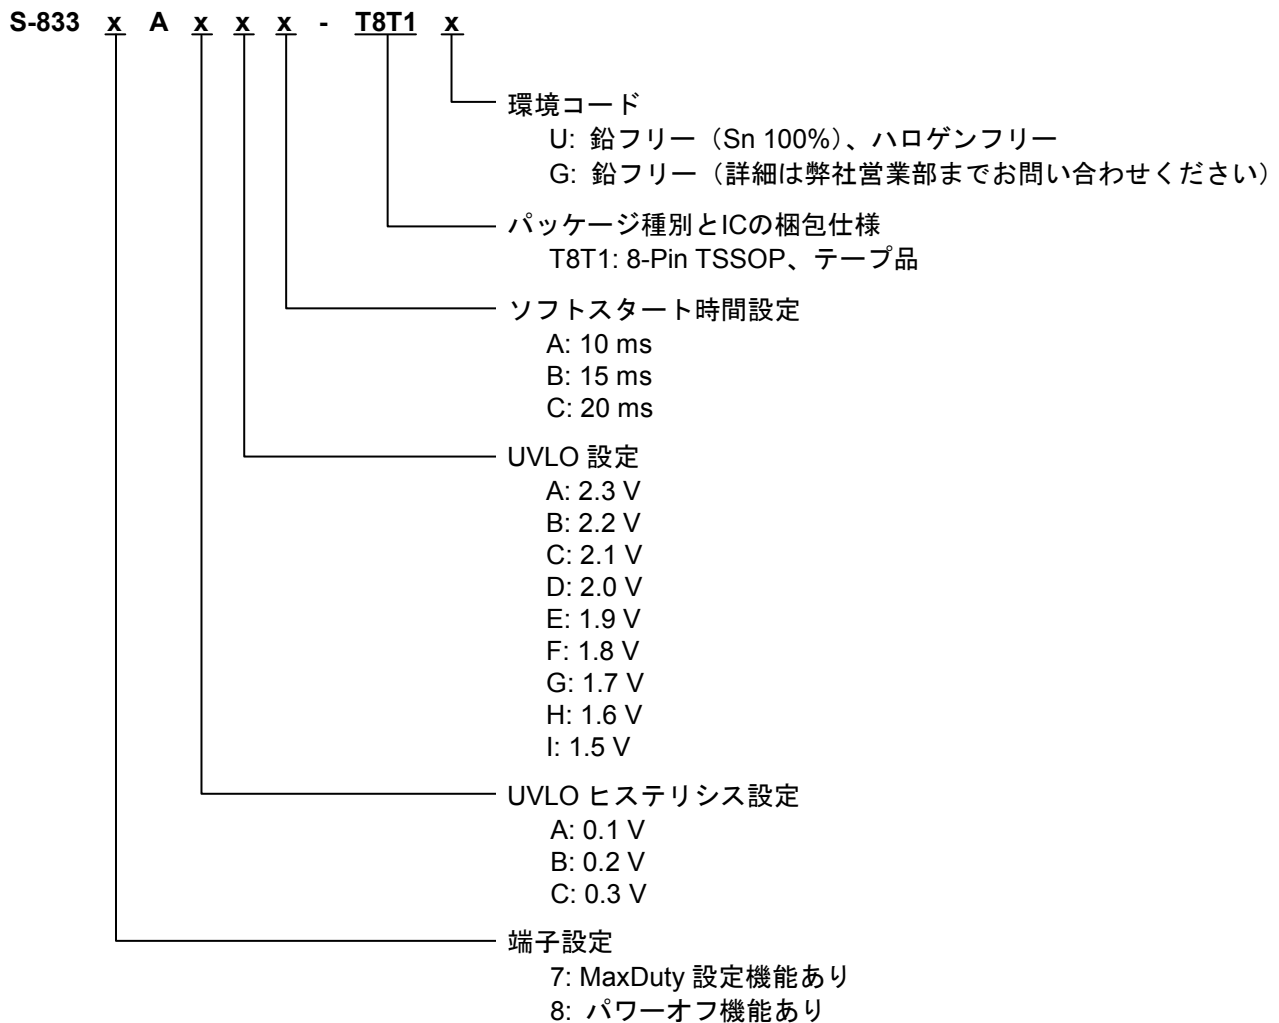 S-833 x A x x x - T8T1 x
環境コード
U: 鉛フリー（Sn 100%）、ハロゲンフリー
G: 鉛フリー（詳細は弊社営業部までお問い合わせください）
パッケージ種別とICの梱包仕様
T8T1: 8-Pin TSSOP、テープ品
ソフトスタート時間設定
A: 10 ms
B: 15 ms
C: 20 ms
UVLO 設定
A: 2.3 V
B: 2.2 V
C: 2.1 V
D: 2.0 V
E: 1.9 V
F: 1.8 V
G: 1.7 V
H: 1.6 V
I: 1.5 V
UVLO ヒステリシス設定
A: 0.1 V
B: 0.2 V
C: 0.3 V
端子設定
7: MaxDuty 設定機能あり
8: パワーオフ機能あり